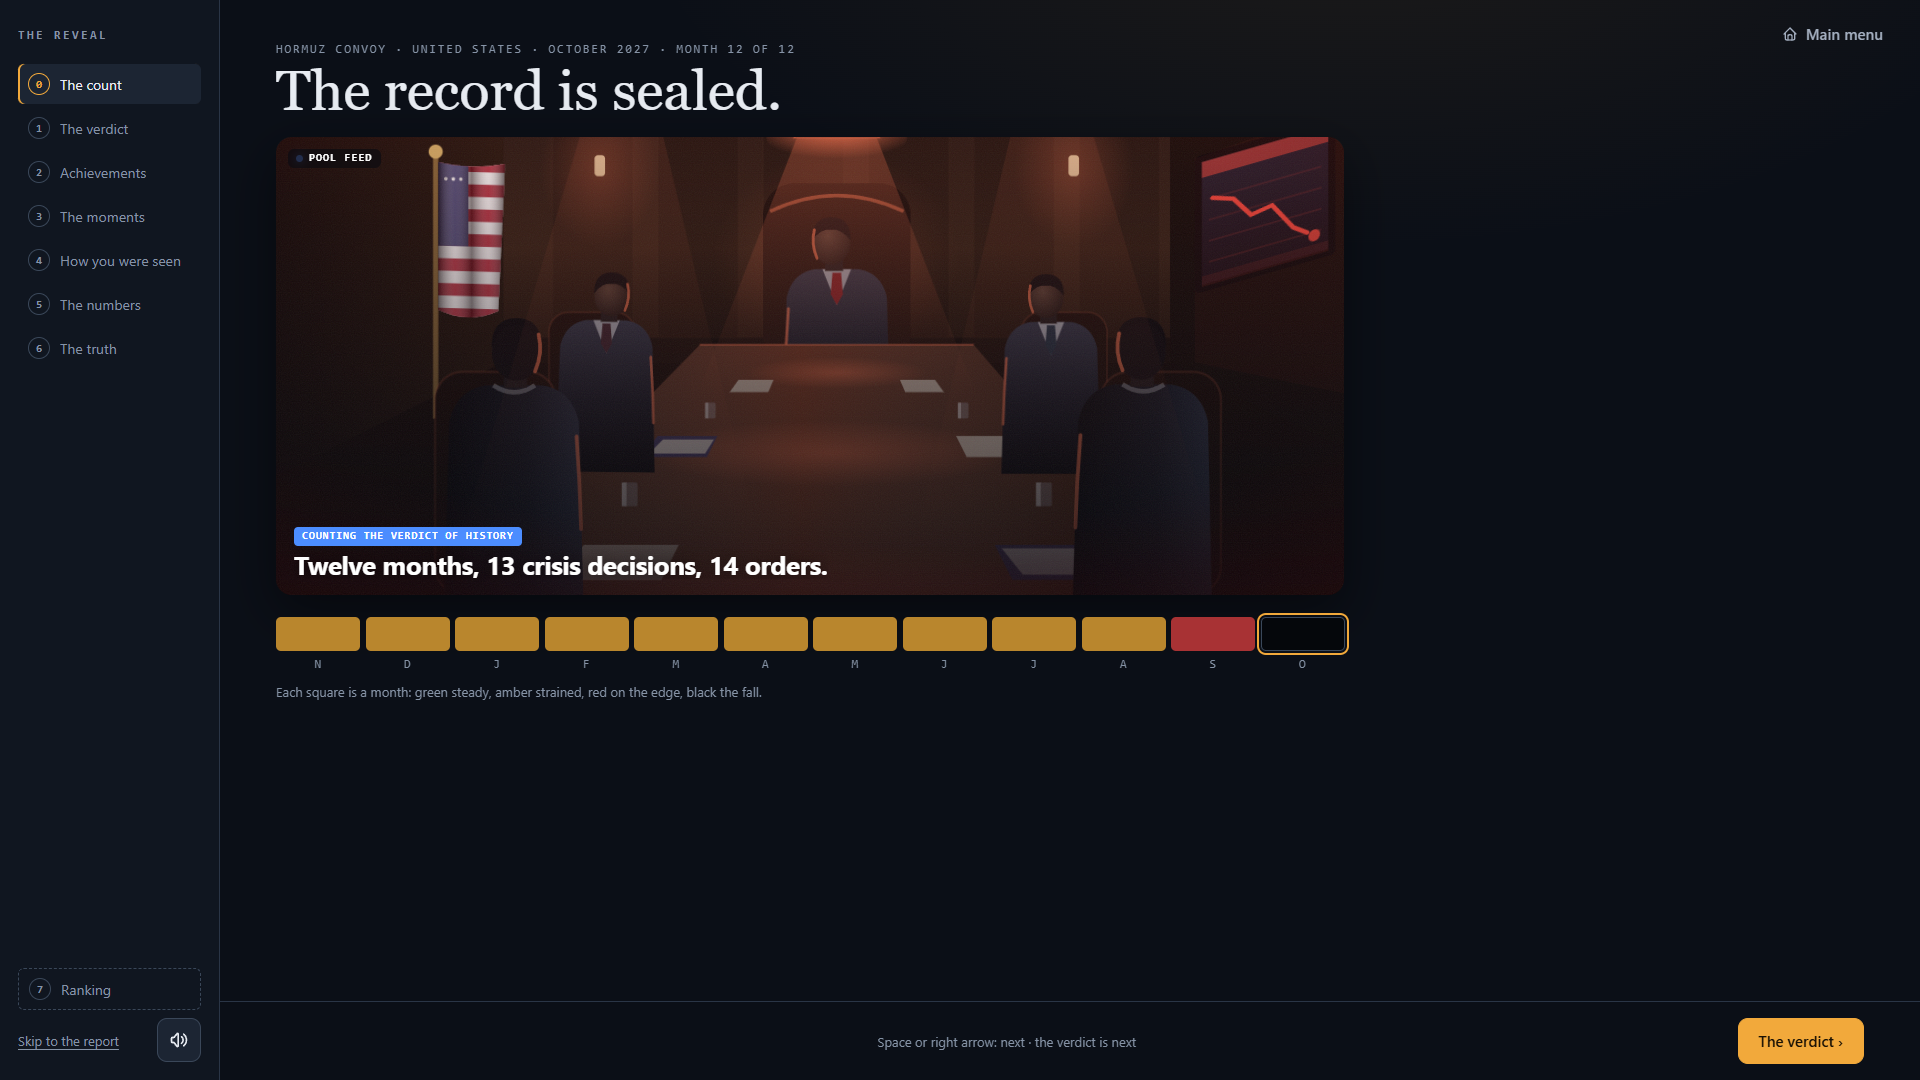 THE REVEAL
0 The count
1 The verdict
2 Achievements
3 The moments
4 How you were seen
5 The numbers
6 The truth
7 Ranking
Skip to the report
Main menu
HORMUZ CONVOY · UNITED STATES · OCTOBER 2027 · MONTH 12 OF 12
The record is sealed.
POOL FEED
COUNTING THE VERDICT OF HISTORY
Twelve months, 13 crisis decisions, 14 orders.
N D J F M A M J J A S O
Each square is a month: green steady, amber strained, red on the edge, black the fall.
Space or right arrow: next · the verdict is next
The verdict ›